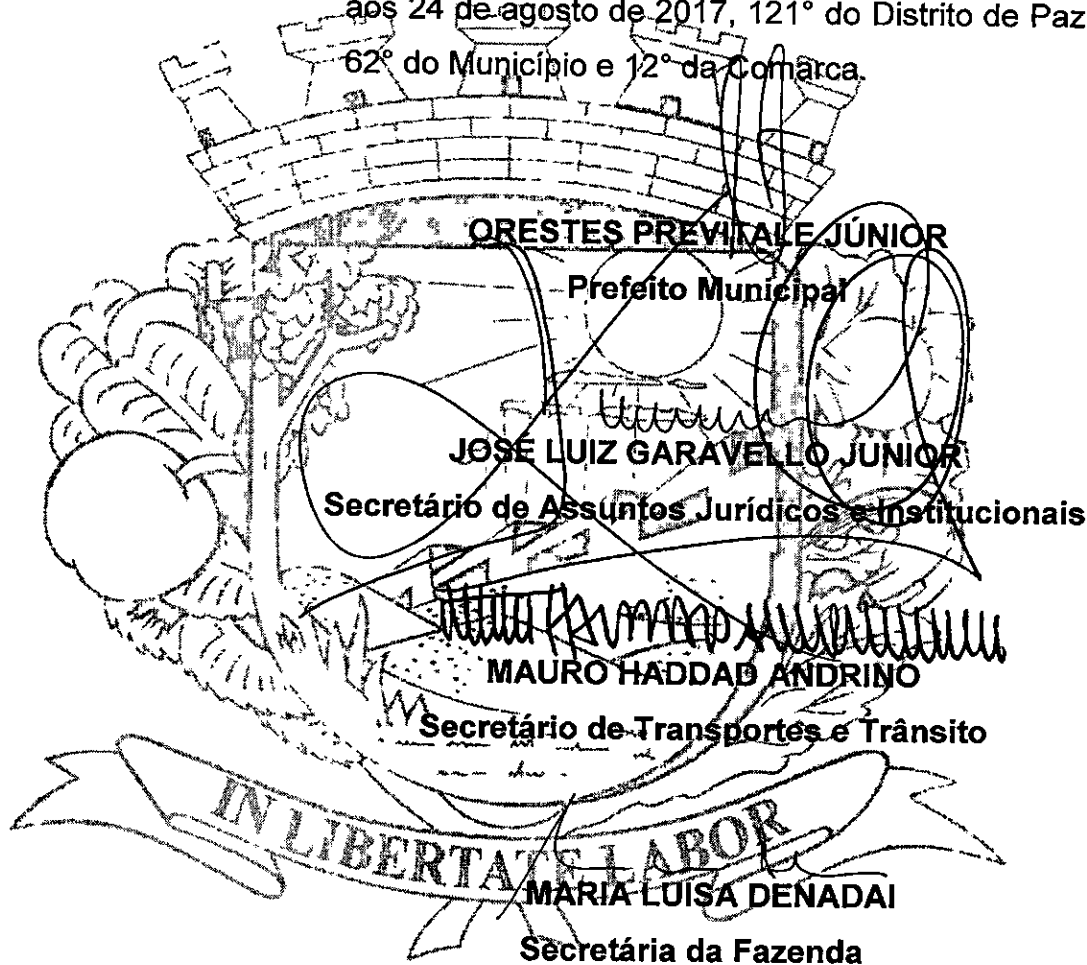 aos 24 de agosto de 2017, 121° do Distrito de Paz
62° do Município e 12° da Comarca.
ORESTES PREVITALE JÚNIOR
Prefeito Municipal
JOSÉ LUIZ GARAVELLO JUNIOR
Secretário de Assuntos Jurídicos e Institucionais
MAURO HADDAD ANDRINO
Secretário de Transportes e Trânsito
IN LIBERTATE LABOR
MARIA LUISA DENADAI
Secretária da Fazenda